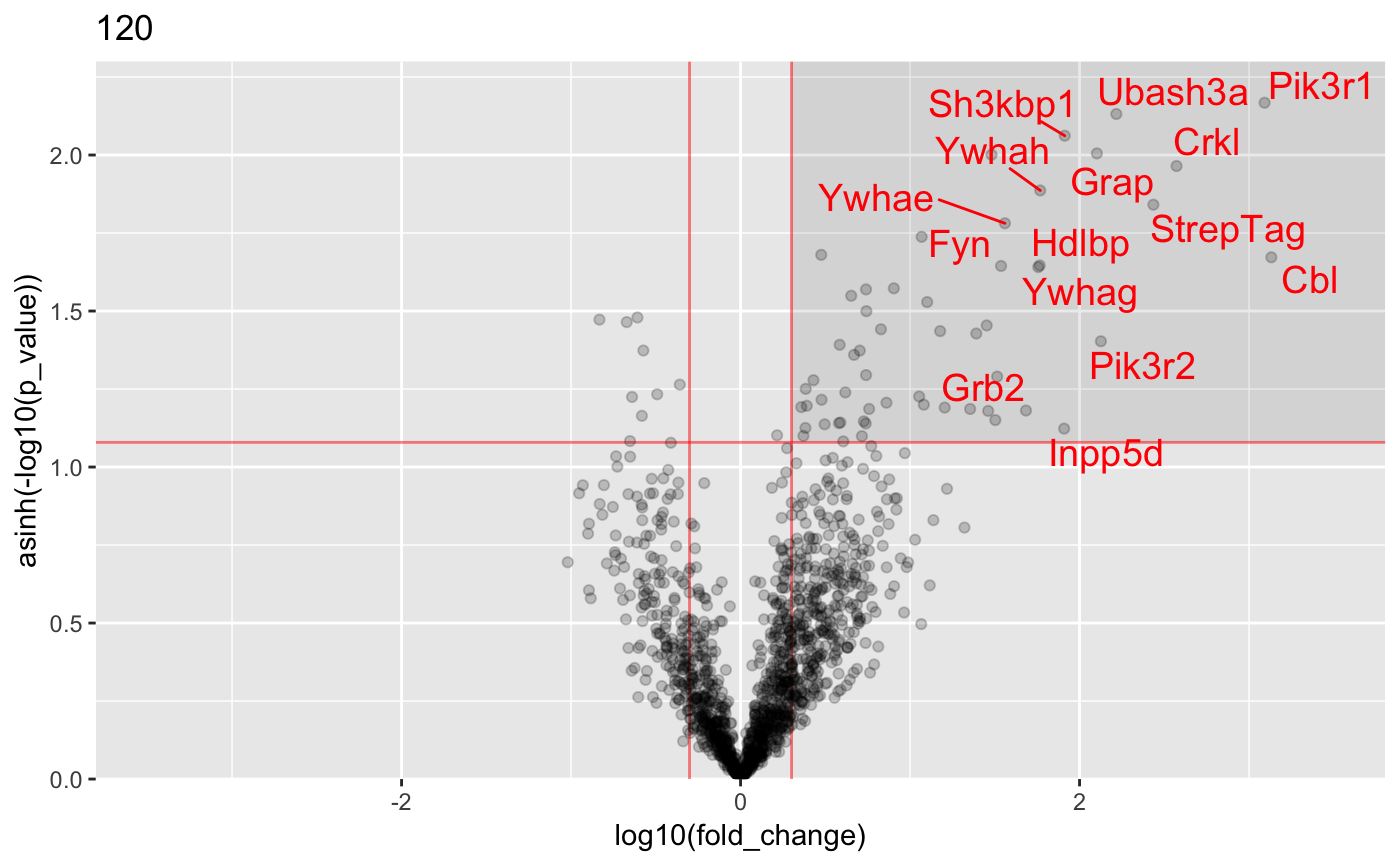 120
asinh(-log10(p_value))
2.0
1.5
1.0
0.5
0.0
Pik3r1
Ubash3a
Sh3kbp1
Crkl
Ywhah
Grap
Ywhae
StrepTag
Fyn
Hdlbp
Cbl
Ywhag
Pik3r2
Grb2
Inpp5d
-2
0
2
log10(fold_change)